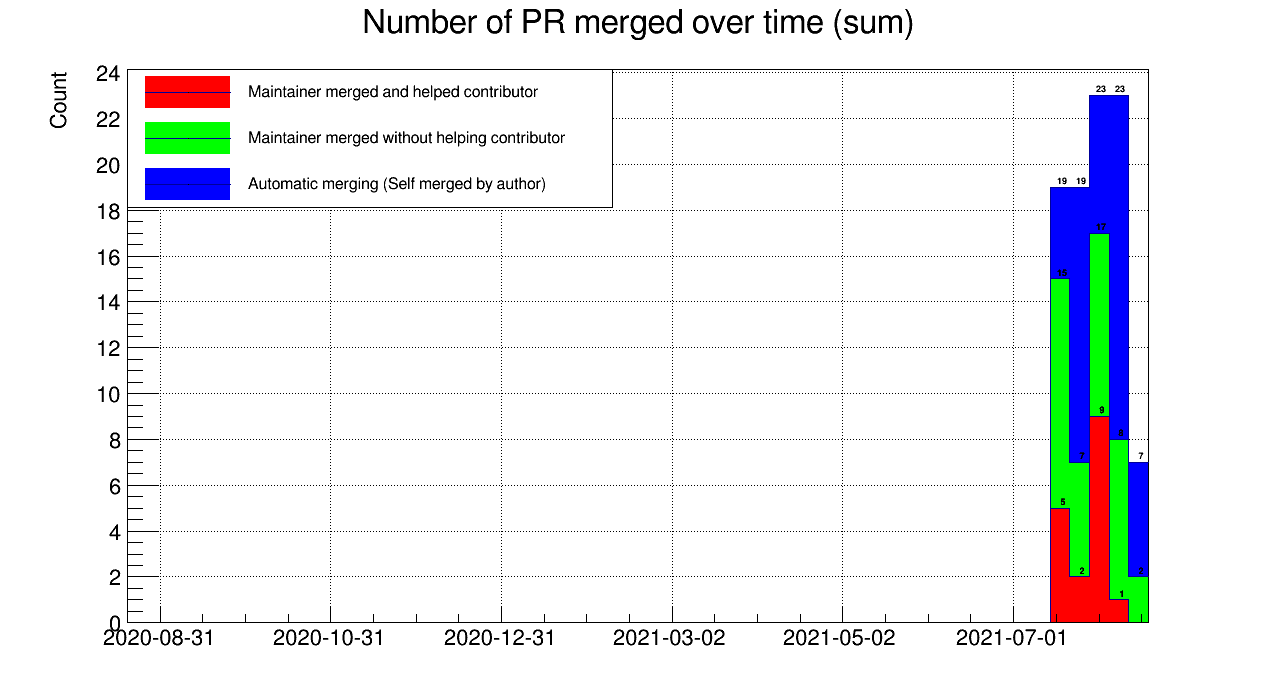 Number of PR merged over time (sum)
Count
24
22
20
18
16
14
12
10
8
6
4
2
0
Maintainer merged and helped contributor
Maintainer merged without helping contributor
Automatic merging (Self merged by author)
19 19 23 23 7
15 7 17 8 2
5 2 9 1
2020-08-31 2020-10-31 2020-12-31 2021-03-02 2021-05-02 2021-07-01